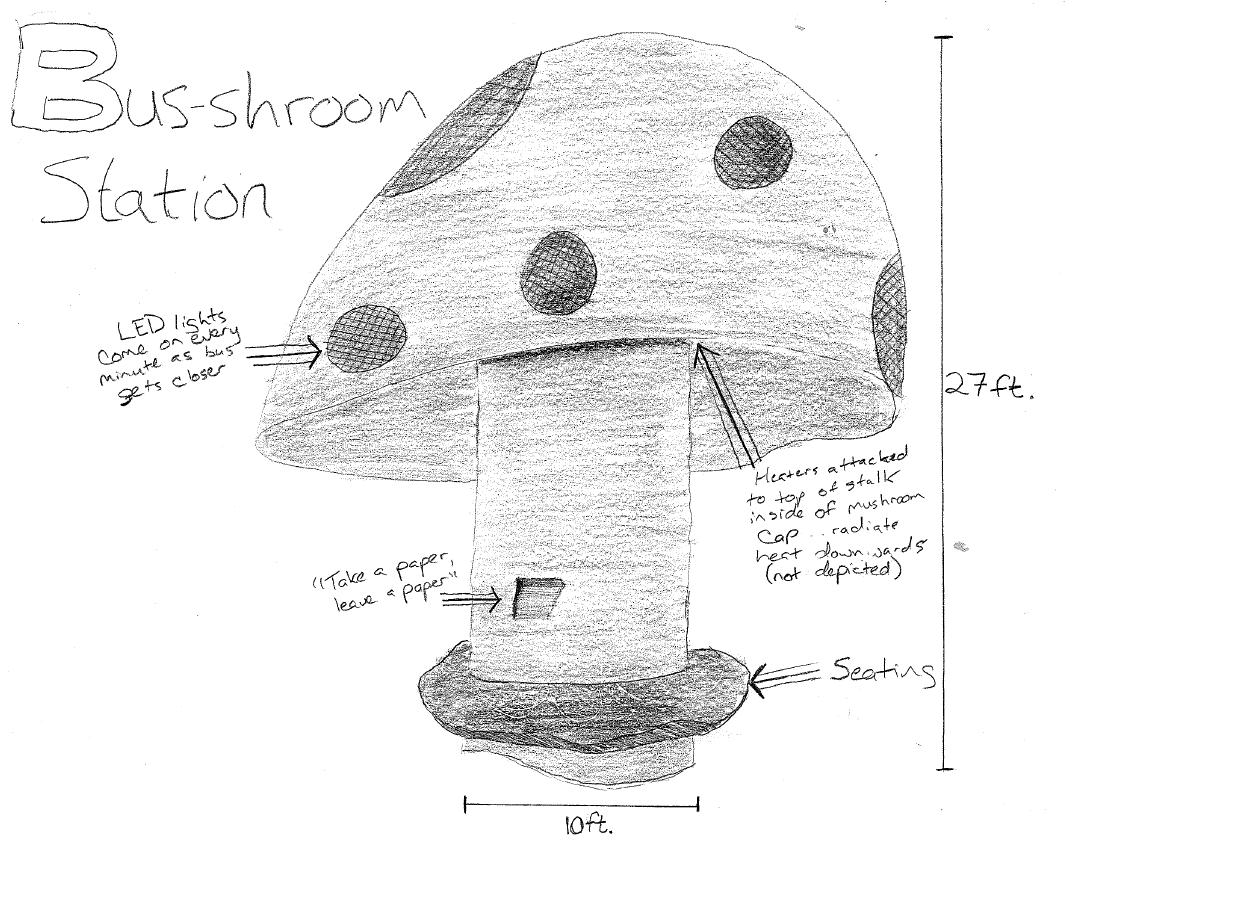 Bus-shroom
Station
LED lights
come on every
minute as bus
gets closer
27ft.
Heaters attacked
to top of stalk
inside of mushroom
cap... radiate
heat downwards
(not depicted)
"Take a paper,
leave a paper"
Seating
10ft.